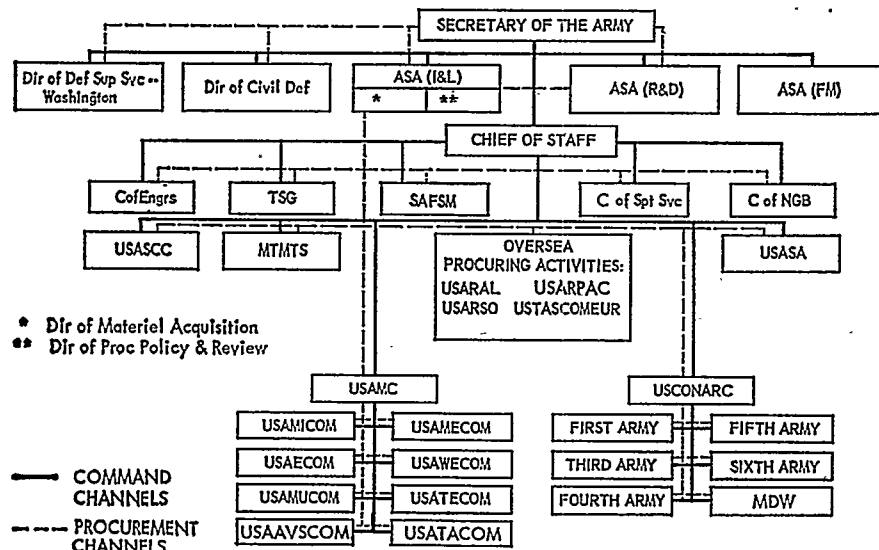 SECRETARY OF THE ARMY
Dir of Def Sup Svc --
Washington
Dir of Civil Def
ASA (I&L)
* **
ASA (R&D)
ASA (FM)
CHIEF OF STAFF
CofEngrs
TSG
SAFSM
C of Spt Svc
C of NGB
USASCC
MTMTS
OVERSEA
PROCURING ACTIVITIES:
USARAL USARPAC
USARSO USTASCOMEUR
USASA
* Dir of Materiel Acquisition
** Dir of Proc Policy & Review
USAMC
USCONARC
USAMICOM
USAMECOM
FIRST ARMY
FIFTH ARMY
USAECOM
USAWECOM
THIRD ARMY
SIXTH ARMY
USAMUCOM
USATECOM
FOURTH ARMY
MDW
USAAVSCOM
USATACOM
COMMAND
CHANNELS
PROCUREMENT
CHANNELS